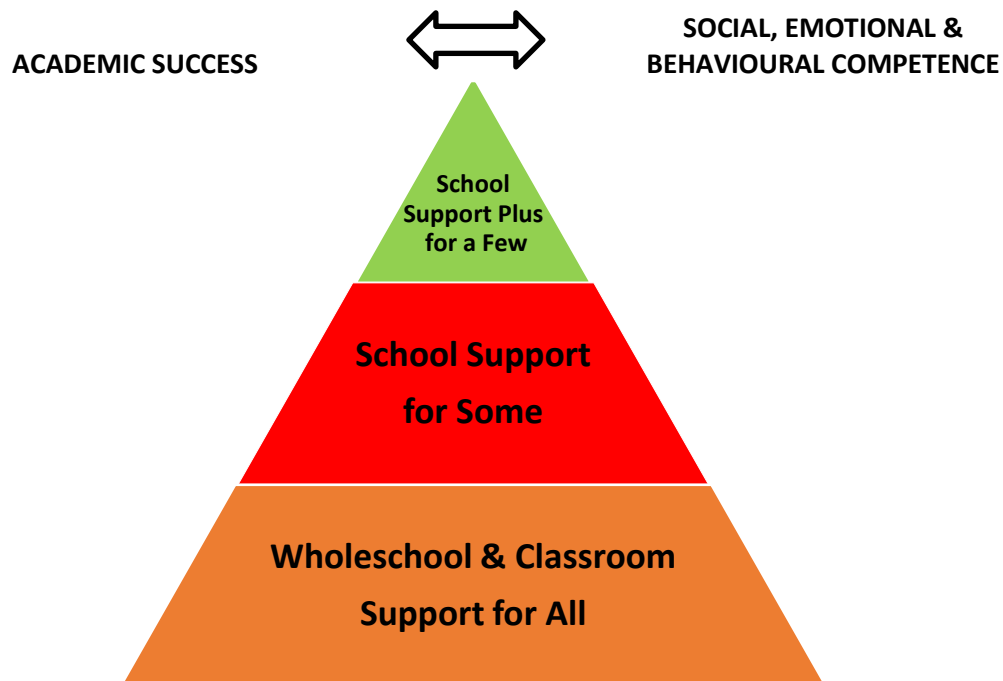 ACADEMIC SUCCESS
SOCIAL, EMOTIONAL &
BEHAVIOURAL COMPETENCE
School
Support Plus
for a Few
School Support
for Some
Wholeschool & Classroom
Support for All